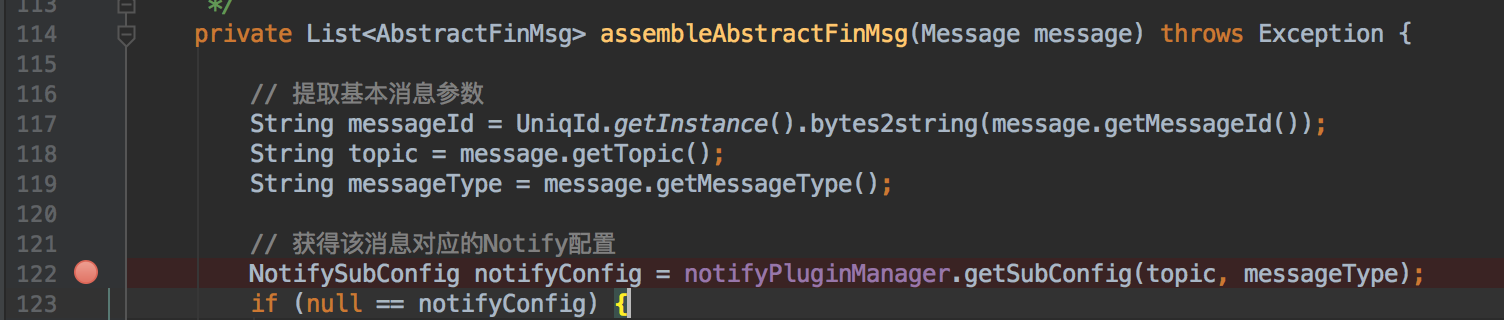 113 */
114 private List<AbstractFinMsg> assembleAbstractFinMsg(Message message) throws Exception {
115
116 // 提取基本消息参数
117 String messageId = UniqId.getInstance().bytes2string(message.getMessageId());
118 String topic = message.getTopic();
119 String messageType = message.getMessageType();
120
121 // 获得该消息对应的Notify配置
122 NotifySubConfig notifyConfig = notifyPluginManager.getSubConfig(topic, messageType);
123 if (null == notifyConfig) {